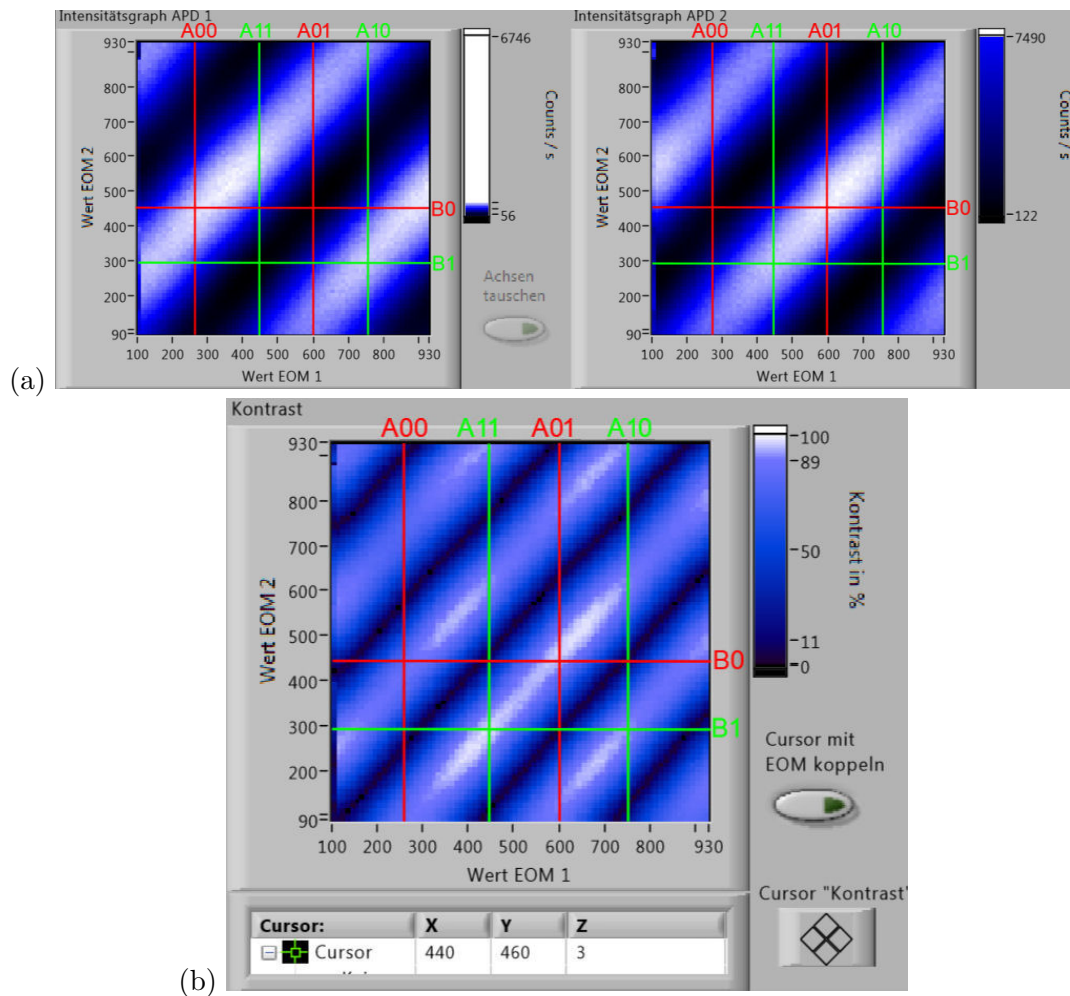 Intensitätsgraph APD 1
A00 A11 A01 A10
930
800
700
600
500
400
300
200
90
Wert EOM 2
B0
B1
100 200 300 400 500 600 700 800 930
Wert EOM 1
6746
56
Counts / s
Achsen
tauschen
Intensitätsgraph APD 2
A00 A11 A01 A10
930
800
700
600
500
400
300
200
90
Wert EOM 2
B0
B1
100 200 300 400 500 600 700 800 930
Wert EOM 1
7490
122
Counts / s
(a)
Kontrast
A00 A11 A01 A10
930
800
700
600
500
400
300
200
90
Wert EOM 2
B0
B1
100 200 300 400 500 600 700 800 930
Wert EOM 1
100
89
50
11
0
Kontrast in %
Cursor mit
EOM koppeln
Cursor "Kontrast"
Cursor: X Y Z
Cursor 440 460 3
(b)